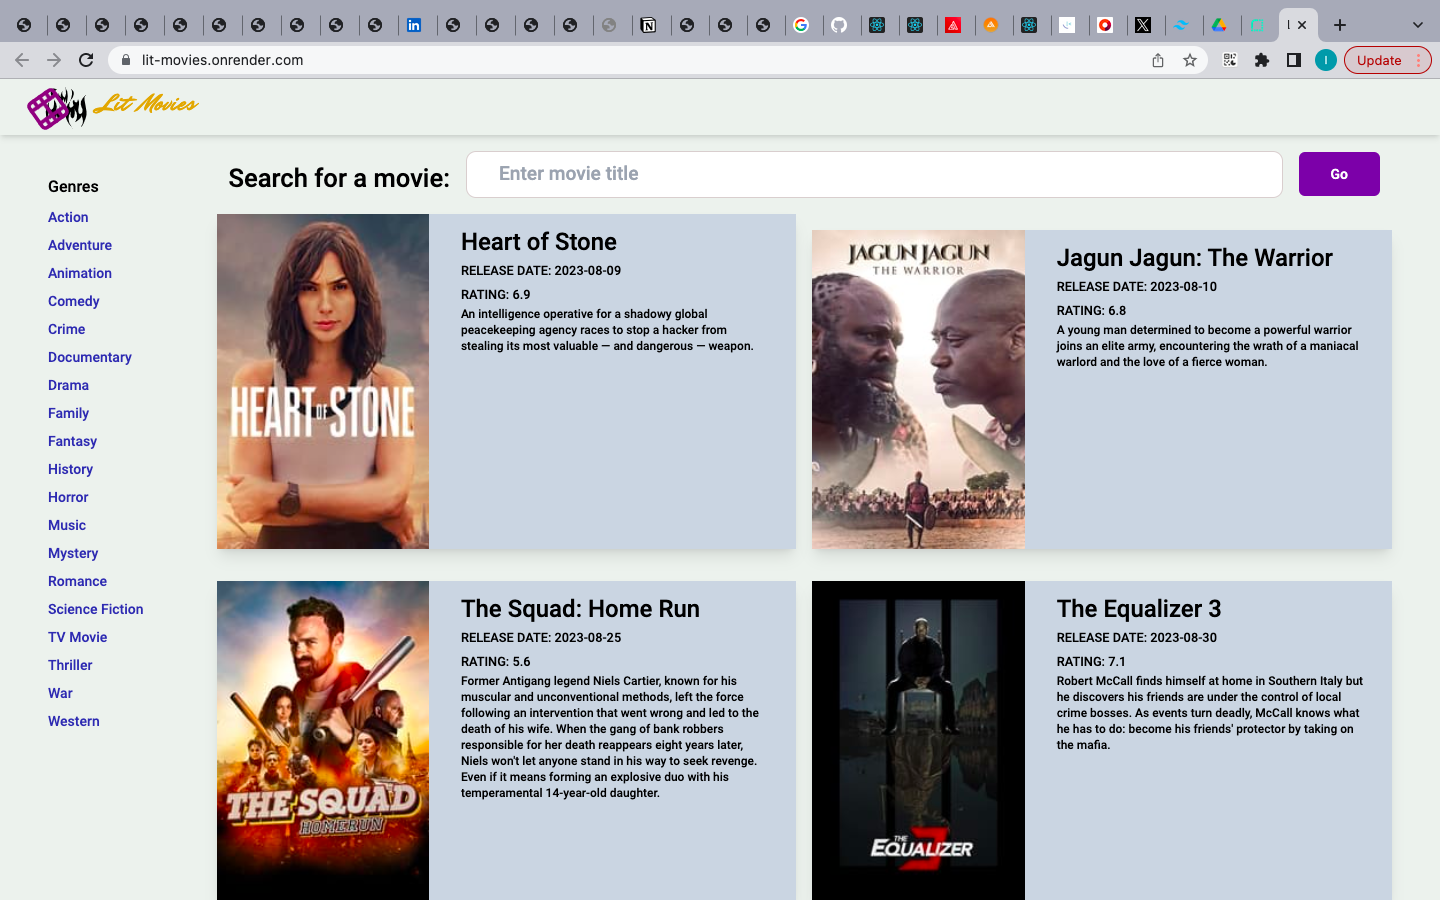 lit-movies.onrender.com
Update
Lit Movies
Search for a movie:
Enter movie title
Go
Genres
Action
Adventure
Animation
Comedy
Crime
Documentary
Drama
Family
Fantasy
History
Horror
Music
Mystery
Romance
Science Fiction
TV Movie
Thriller
War
Western
HEART OF STONE
Heart of Stone
RELEASE DATE: 2023-08-09
RATING: 6.9
An intelligence operative for a shadowy global
peacekeeping agency races to stop a hacker from
stealing its most valuable — and dangerous — weapon.
JAGUN JAGUN
THE WARRIOR
Jagun Jagun: The Warrior
RELEASE DATE: 2023-08-10
RATING: 6.8
A young man determined to become a powerful warrior
joins an elite army, encountering the wrath of a maniacal
warlord and the love of a fierce woman.
THE SQUAD
HOMERUN
The Squad: Home Run
RELEASE DATE: 2023-08-25
RATING: 5.6
Former Antigang legend Niels Cartier, known for his
muscular and unconventional methods, left the force
following an intervention that went wrong and led to the
death of his wife. When the gang of bank robbers
responsible for her death reappears eight years later,
Niels won't let anyone stand in his way to seek revenge.
Even if it means forming an explosive duo with his
temperamental 14-year-old daughter.
THE
EQUALIZER 3
The Equalizer 3
RELEASE DATE: 2023-08-30
RATING: 7.1
Robert McCall finds himself at home in Southern Italy but
he discovers his friends are under the control of local
crime bosses. As events turn deadly, McCall knows what
he has to do: become his friends' protector by taking on
the mafia.